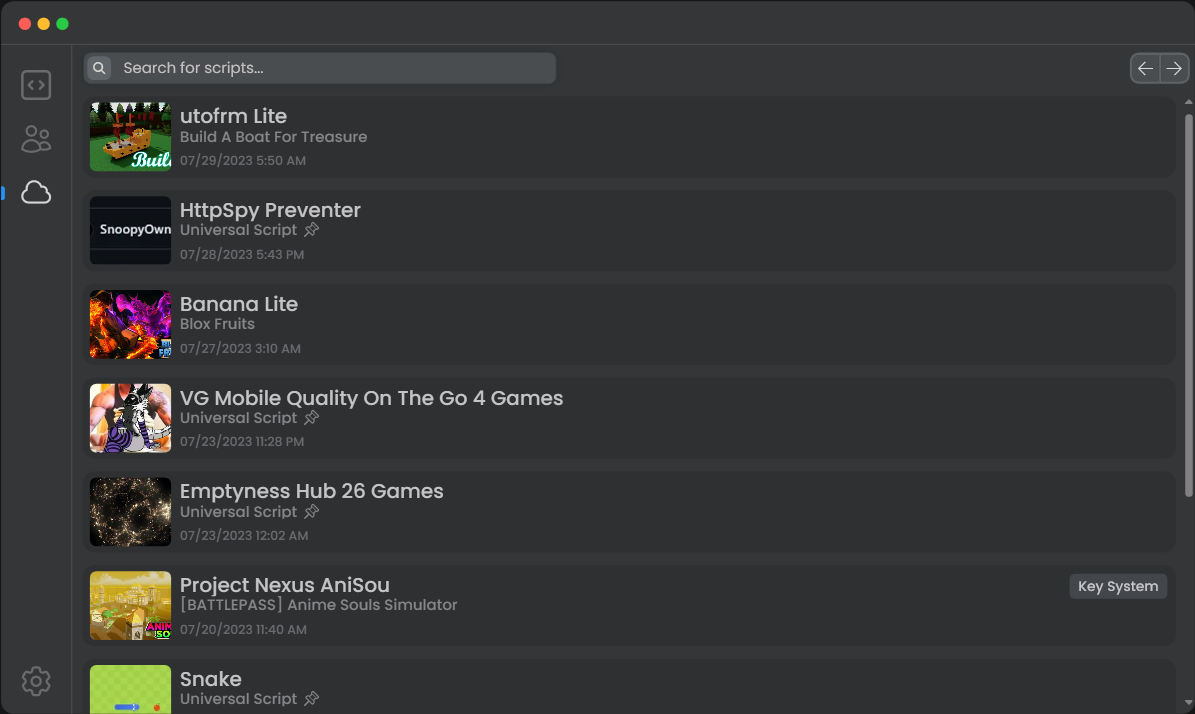 Search for scripts...
utofrm Lite
Build A Boat For Treasure
07/29/2023 5:50 AM
Buil
HttpSpy Preventer
Universal Script
07/28/2023 5:43 PM
SnoopyOwn
Banana Lite
Blox Fruits
07/27/2023 3:10 AM
VG Mobile Quality On The Go 4 Games
Universal Script
07/23/2023 11:28 PM
Emptyness Hub 26 Games
Universal Script
07/23/2023 12:02 AM
Project Nexus AniSou
Key System
[BATTLEPASS] Anime Souls Simulator
07/20/2023 11:40 AM
ANIM
SO
Snake
Universal Script